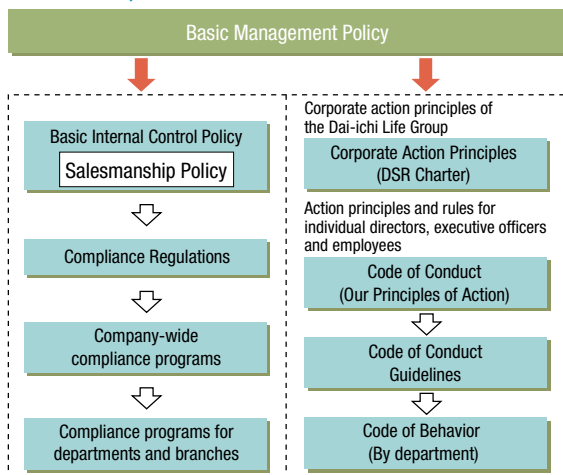 Basic Management Policy
Basic Internal Control Policy
Salesmanship Policy
Compliance Regulations
Company-wide
compliance programs
Compliance programs for
departments and branches
Corporate action principles of
the Dai-ichi Life Group
Corporate Action Principles
(DSR Charter)
Action principles and rules for
individual directors, executive officers
and employees
Code of Conduct
(Our Principles of Action)
Code of Conduct
Guidelines
Code of Behavior
(By department)